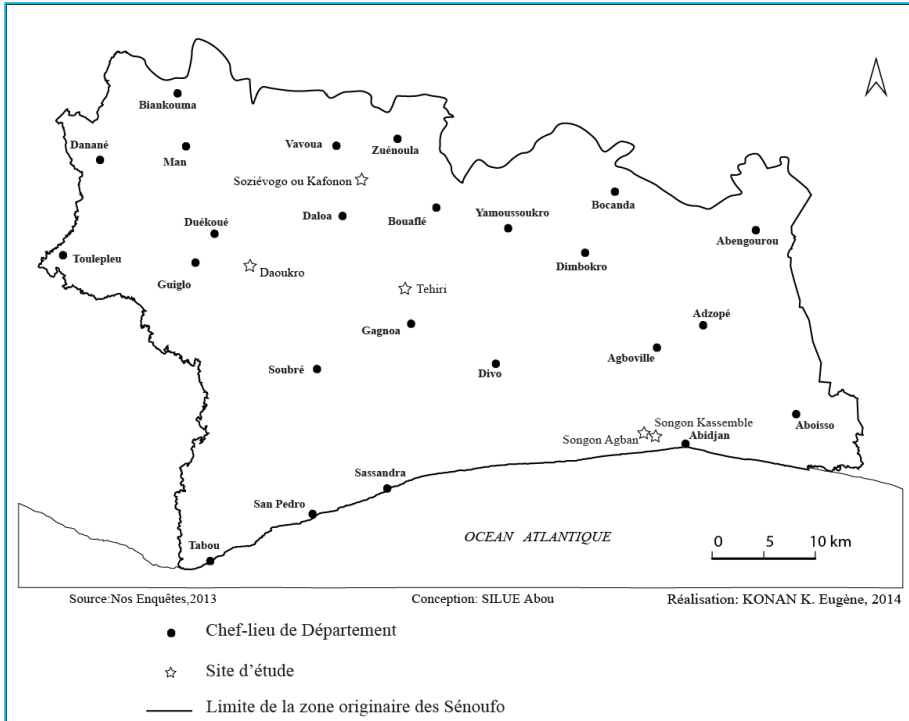 Biankouma
Danané
Man
Vavoua
Zuénoula
Soziévogo ou Kafonon
Bocanda
Daloa
Bouaflé
Yamoussoukro
Duékoué
Abengourou
Toulepleu
Guiglo
Daoukro
Dimbokro
Tehiri
Adzopé
Gagnoa
Agboville
Soubré
Divo
Songon Kassemble
Aboisso
Songon Agban
Abidjan
Sassandra
San Pedro
Tabou
OCEAN ATLANTIQUE
0 5 10 km
Source:Nos Enquêtes,2013 Conception: SILUE Abou Réalisation: KONAN K. Eugène, 2014
Chef-lieu de Département
Site d'étude
Limite de la zone originaire des Sénoufo